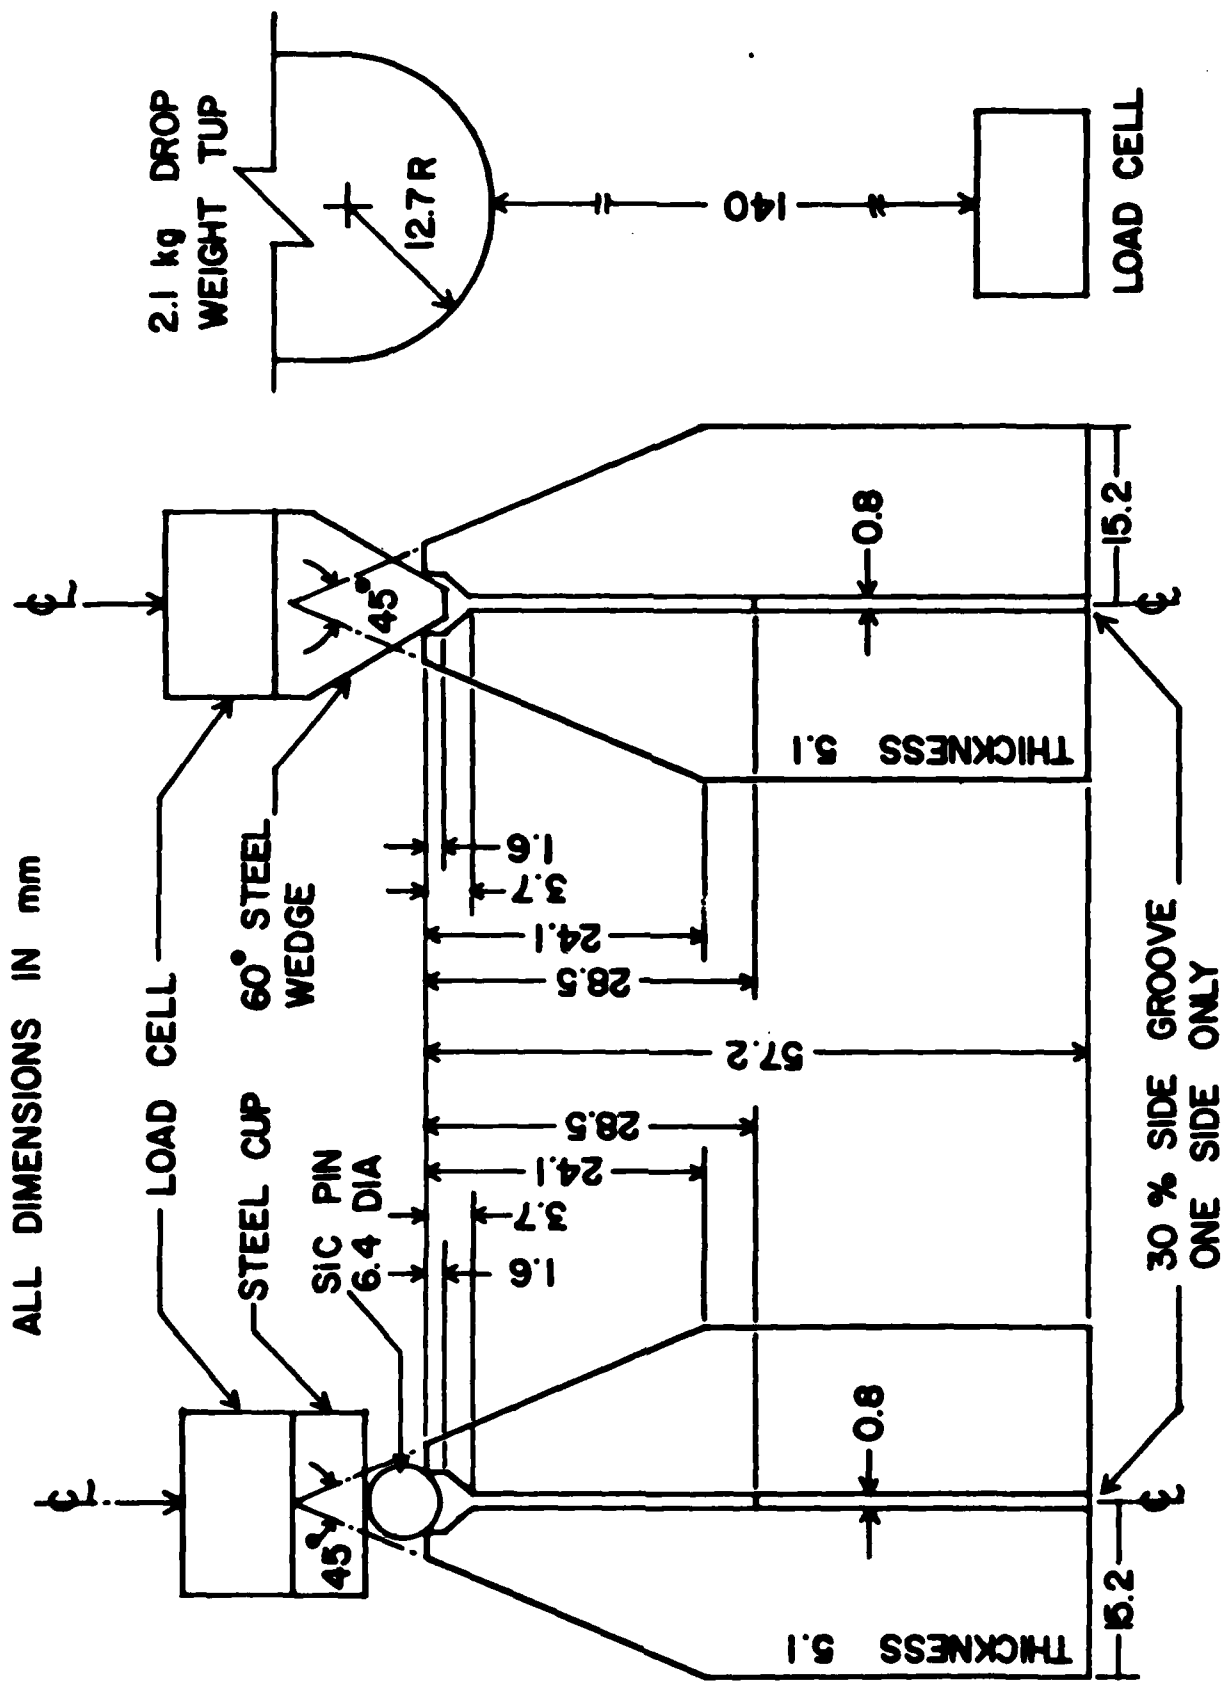 ALL DIMENSIONS IN mm
LOAD CELL
STEEL CUP
60° STEEL
WEDGE
SiC PIN
6.4 DIA
2.1 kg DROP
WEIGHT TUP
12.7 R
140
LOAD CELL
45°
45°
1.6
3.7
24.1
28.5
57.2
28.5
24.1
3.7
1.6
0.8
0.8
THICKNESS 5.1
THICKNESS 5.1
15.2
15.2
℄
℄
℄
℄
30 % SIDE GROOVE
ONE SIDE ONLY